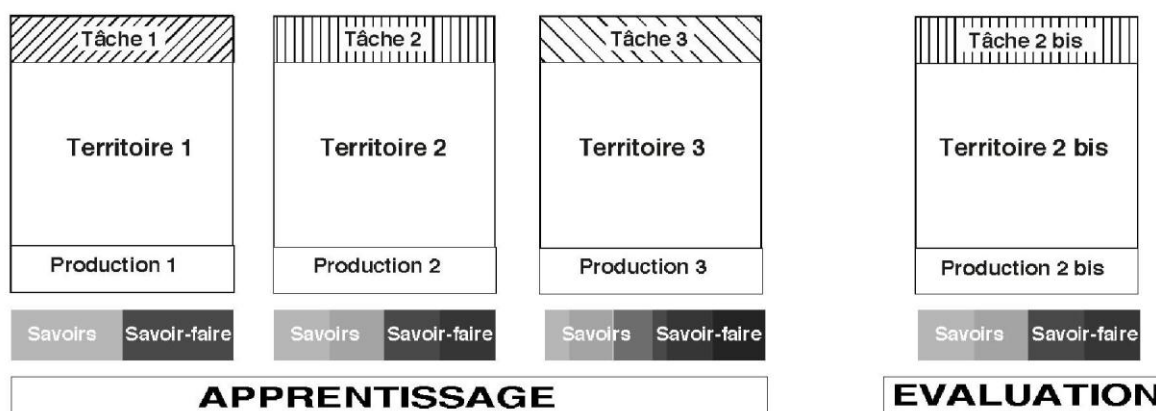 Tâche 1
Tâche 2
Tâche 3
Tâche 2 bis
Territoire 1
Territoire 2
Territoire 3
Territoire 2 bis
Production 1
Production 2
Production 3
Production 2 bis
Savoirs Savoir-faire
Savoirs Savoir-faire
Savoirs Savoir-faire
Savoirs Savoir-faire
APPRENTISSAGE
EVALUATION